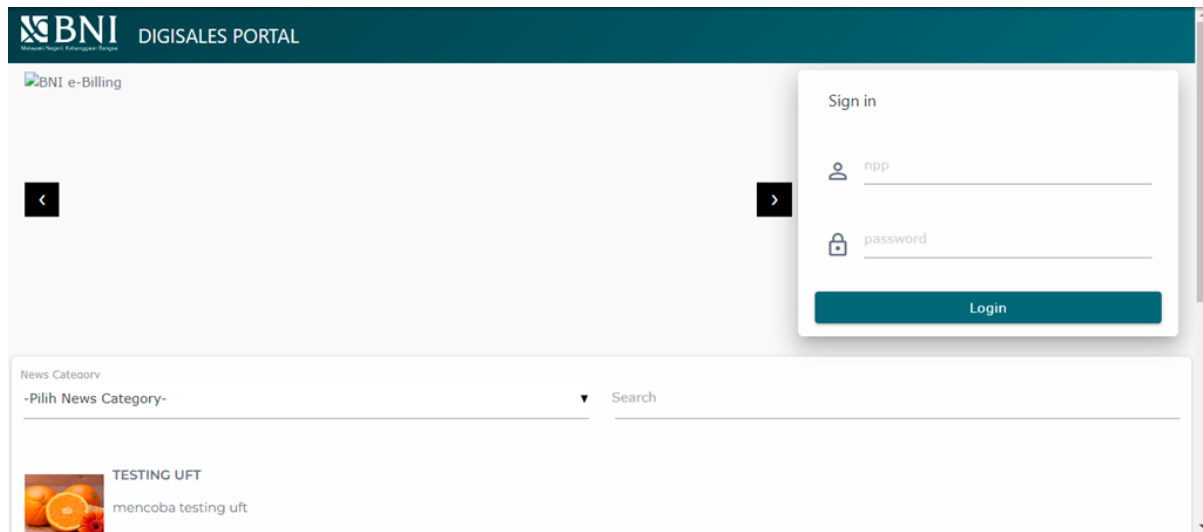 BNI
Melayani Negeri, Kebanggaan Bangsa
DIGISALES PORTAL
BNI e-Billing
‹
›
Sign in
npp
password
Login
News Category
-Pilih News Category-
Search
TESTING UFT
mencoba testing uft